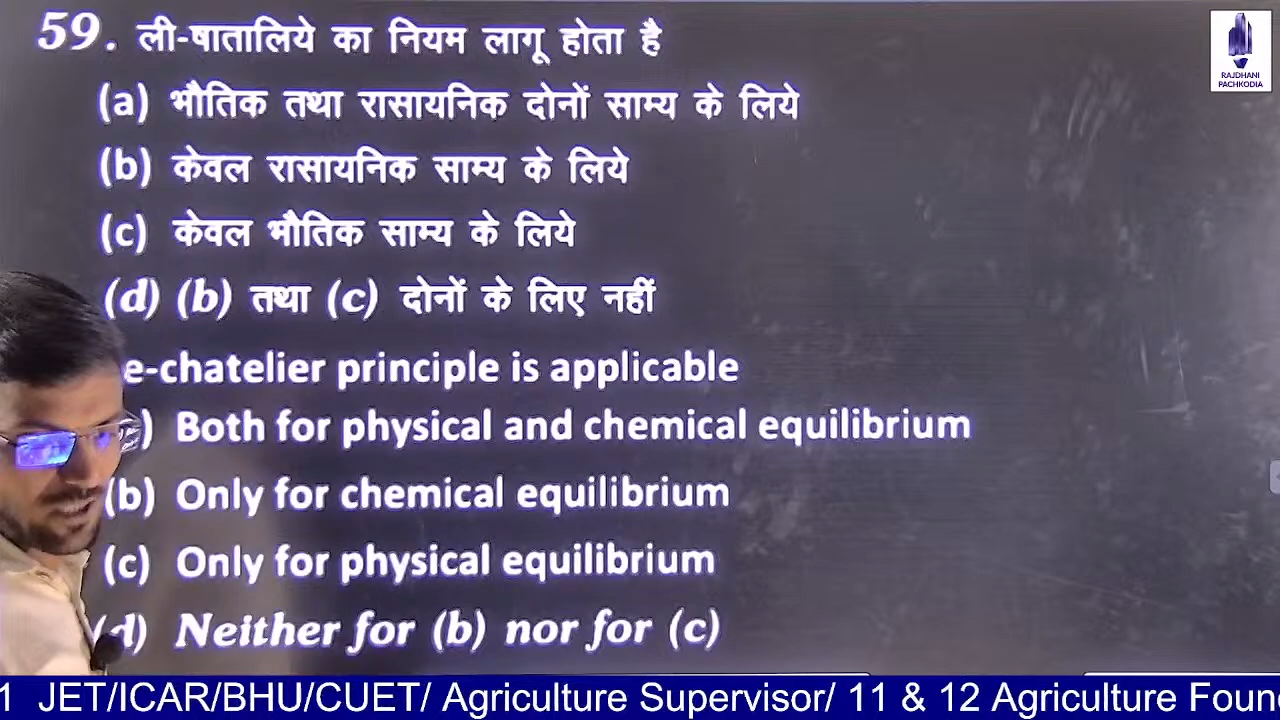 59. ली-षातालिये का नियम लागू होता है
(a) भौतिक तथा रासायनिक दोनों साम्य के लिये
(b) केवल रासायनिक साम्य के लिये
(c) केवल भौतिक साम्य के लिये
(d) (b) तथा (c) दोनों के लिए नहीं
e-chatelier principle is applicable
) Both for physical and chemical equilibrium
(b) Only for chemical equilibrium
(c) Only for physical equilibrium
(d) Neither for (b) nor for (c)
RAJDHANI
PACHKODIA
1 JET/ICAR/BHU/CUET/ Agriculture Supervisor/ 11 & 12 Agriculture Foun